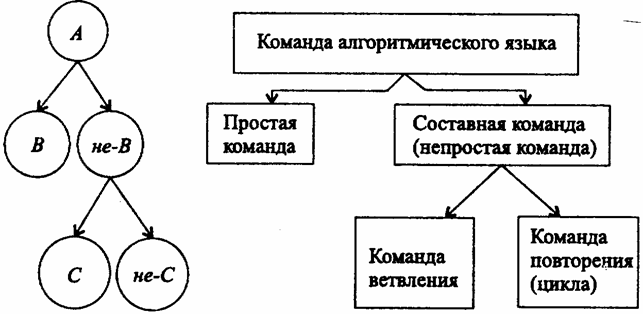 A
B
не-B
C
не-C
Команда алгоритмического языка
Простая
команда
Составная команда
(непростая команда)
Команда
ветвления
Команда
повторения
(цикла)